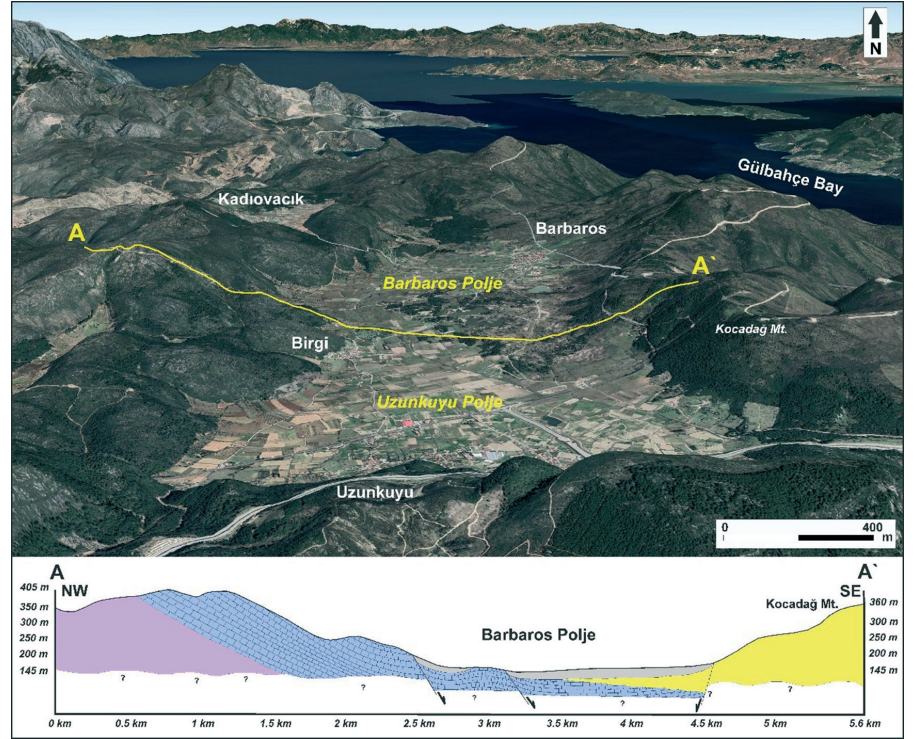 N
Gülbahçe Bay
Kadıovacık
Barbaros
A
A`
Barbaros Polje
Kocadağ Mt.
Birgi
Uzunkuyu Polje
Uzunkuyu
0 400
m
A A`
NW SE
405 m
350 m
300 m
250 m
200 m
145 m
Kocadağ Mt.
360 m
300 m
250 m
200 m
145 m
Barbaros Polje
? ? ? ? ? ? ? ?
0 km 0.5 km 1 km 1.5 km 2 km 2.5 km 3 km 3.5 km 4 km 4.5 km 5 km 5.6 km